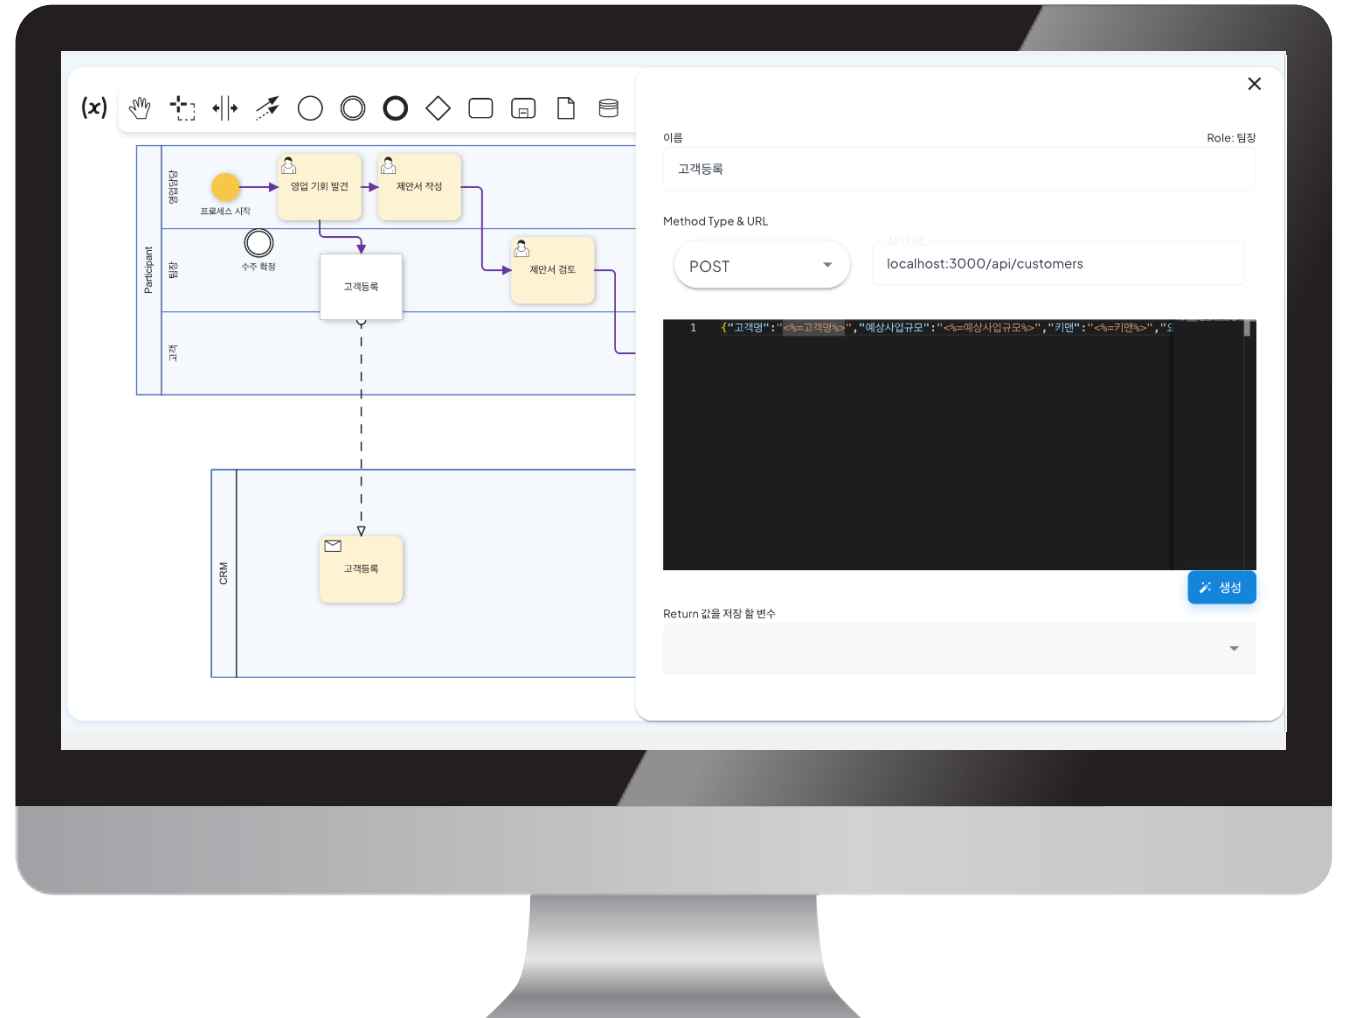 (x)
Participant
영업담당
프로세스 시작
영업 기회 발견
제안서 작성
팀장
수주 확정
고객등록
제안서 검토
고객
CRM
고객등록
이름
Role: 팀장
고객등록
Method Type & URL
POST
API URL
localhost:3000/api/customers
1 {"고객명":"<%=고객명%>","예상사업규모":"<%=예상사입규모%>","키맨":"<%=키맨%>","
생성
Return 값을 저장 할 변수